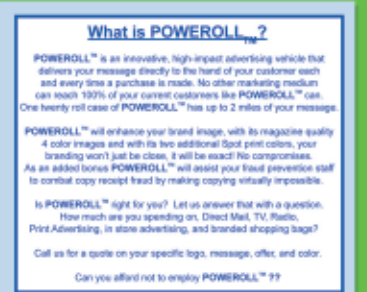 What is POWEROLL™?
POWEROLL™ is an innovative, high-impact advertising vehicle that
delivers your message directly to the hand of your customer each
and every time a purchase is made. No other marketing medium
can reach 100% of your current customers like POWEROLL™ can.
One twenty roll case of POWEROLL™ has up to 2 miles of your message.
POWEROLL™ will enhance your brand image, with its magazine quality
4 color images and with its two additional Spot print colors, your
branding won't just be close, it will be exact! No compromises.
As an added bonus POWEROLL™ will assist your fraud prevention staff
to combat copy receipt fraud by making copying virtually impossible.
Is POWEROLL™ right for you? Let us answer that with a question.
How much are you spending on, Direct Mail, TV, Radio,
Print Advertising, in store advertising, and branded shopping bags?
Call us for a quote on your specific logo, message, offer, and color.
Can you afford not to employ POWEROLL™ ??